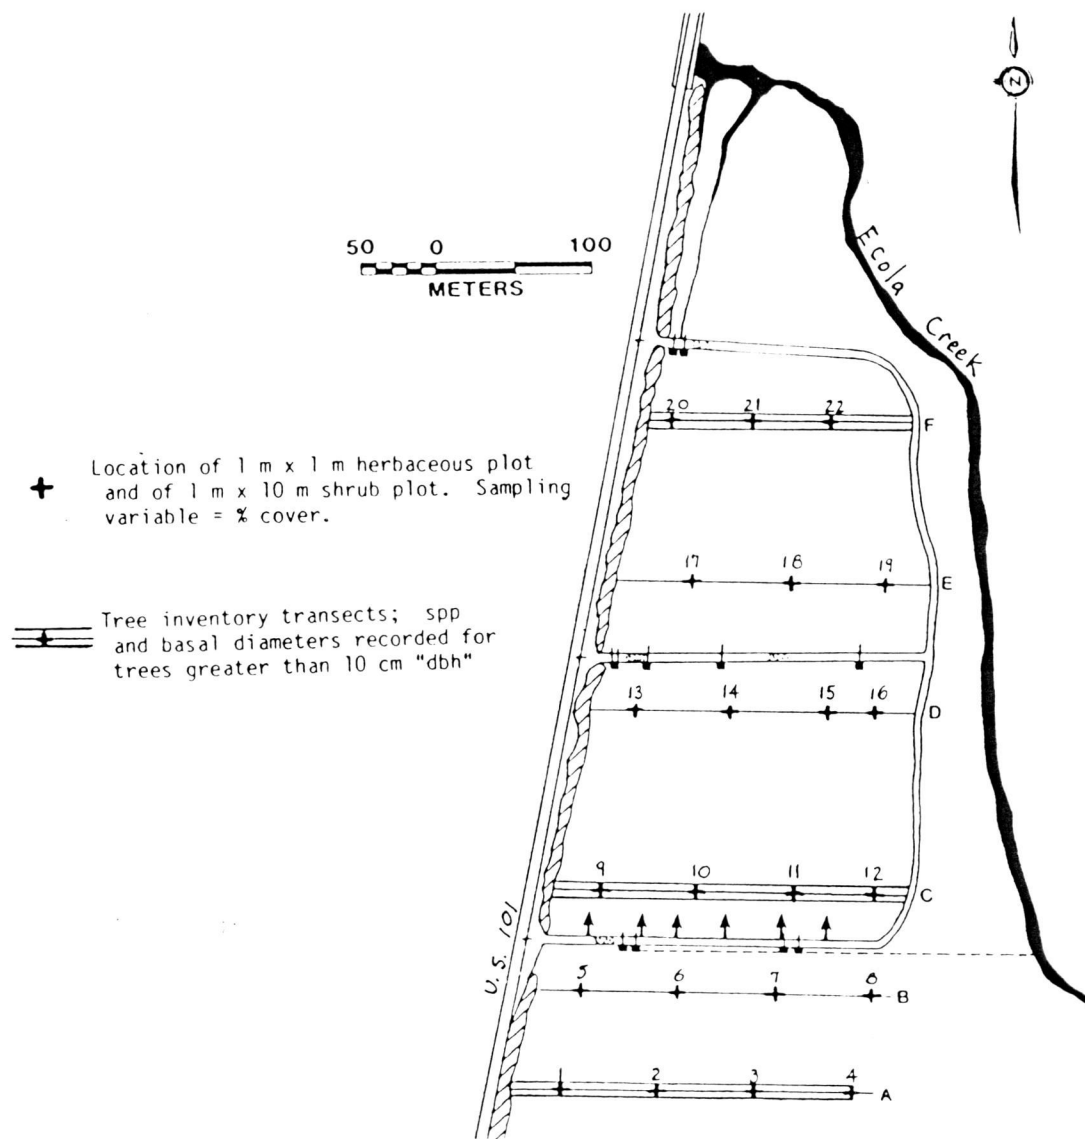 N
50 0 100
METERS
Ecola Creek
20 21 22
F
Location of 1 m x 1 m herbaceous plot
and of 1 m x 10 m shrub plot. Sampling
variable = % cover.
17 18 19
E
Tree inventory transects; spp
and basal diameters recorded for
trees greater than 10 cm "dbh"
13 14 15 16
D
9 10 11 12
C
U.S. 101
5 6 7 8
B
1 2 3 4
A